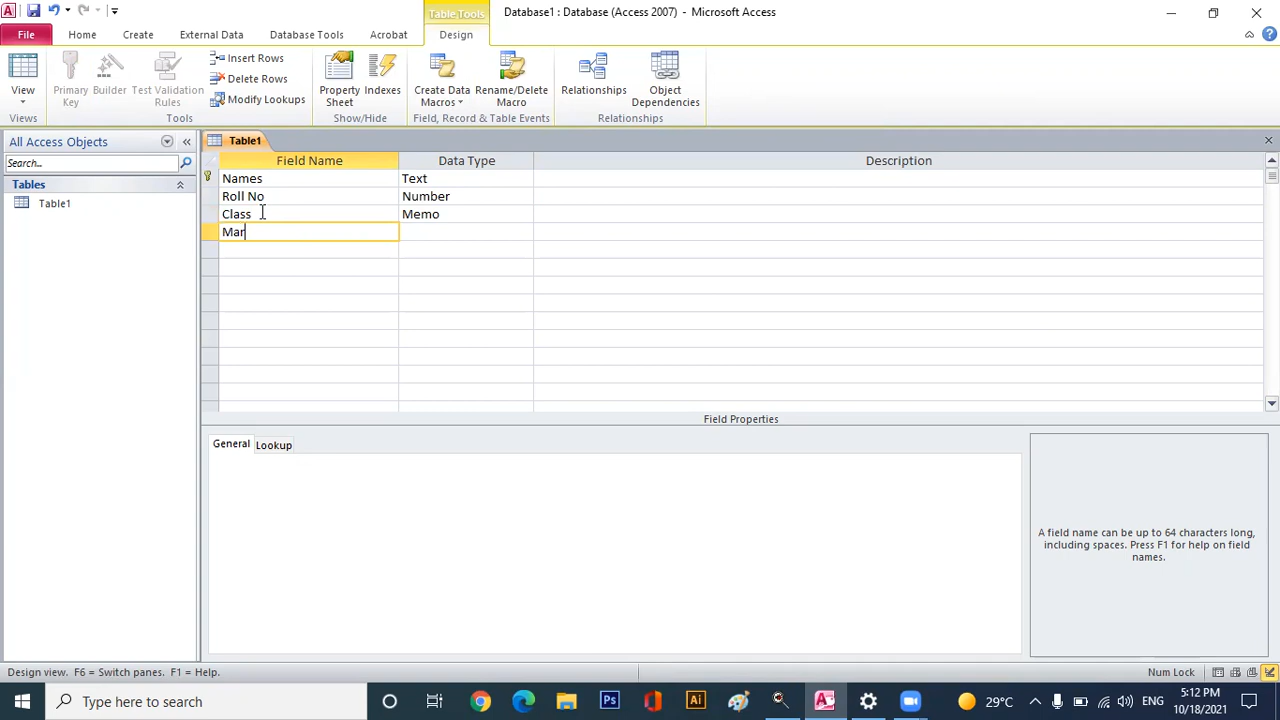 Table Tools
Database1 : Database (Access 2007) - Microsoft Access
File Home Create External Data Database Tools Acrobat Design
View
Primary Key
Builder
Test Validation Rules
Insert Rows
Delete Rows
Modify Lookups
Property Sheet
Indexes
Create Data Macros
Rename/Delete Macro
Relationships
Object Dependencies
Views Tools Show/Hide Field, Record & Table Events Relationships
All Access Objects
Search...
Tables
Table1
Table1
Field Name Data Type Description
Names Text
Roll No Number
Class Memo
Mar
Field Properties
General Lookup
A field name can be up to 64 characters long,
including spaces. Press F1 for help on field
names.
Design view. F6 = Switch panes. F1 = Help.
Num Lock
Type here to search
Ps
Ai
29°C
ENG
5:12 PM
10/18/2021